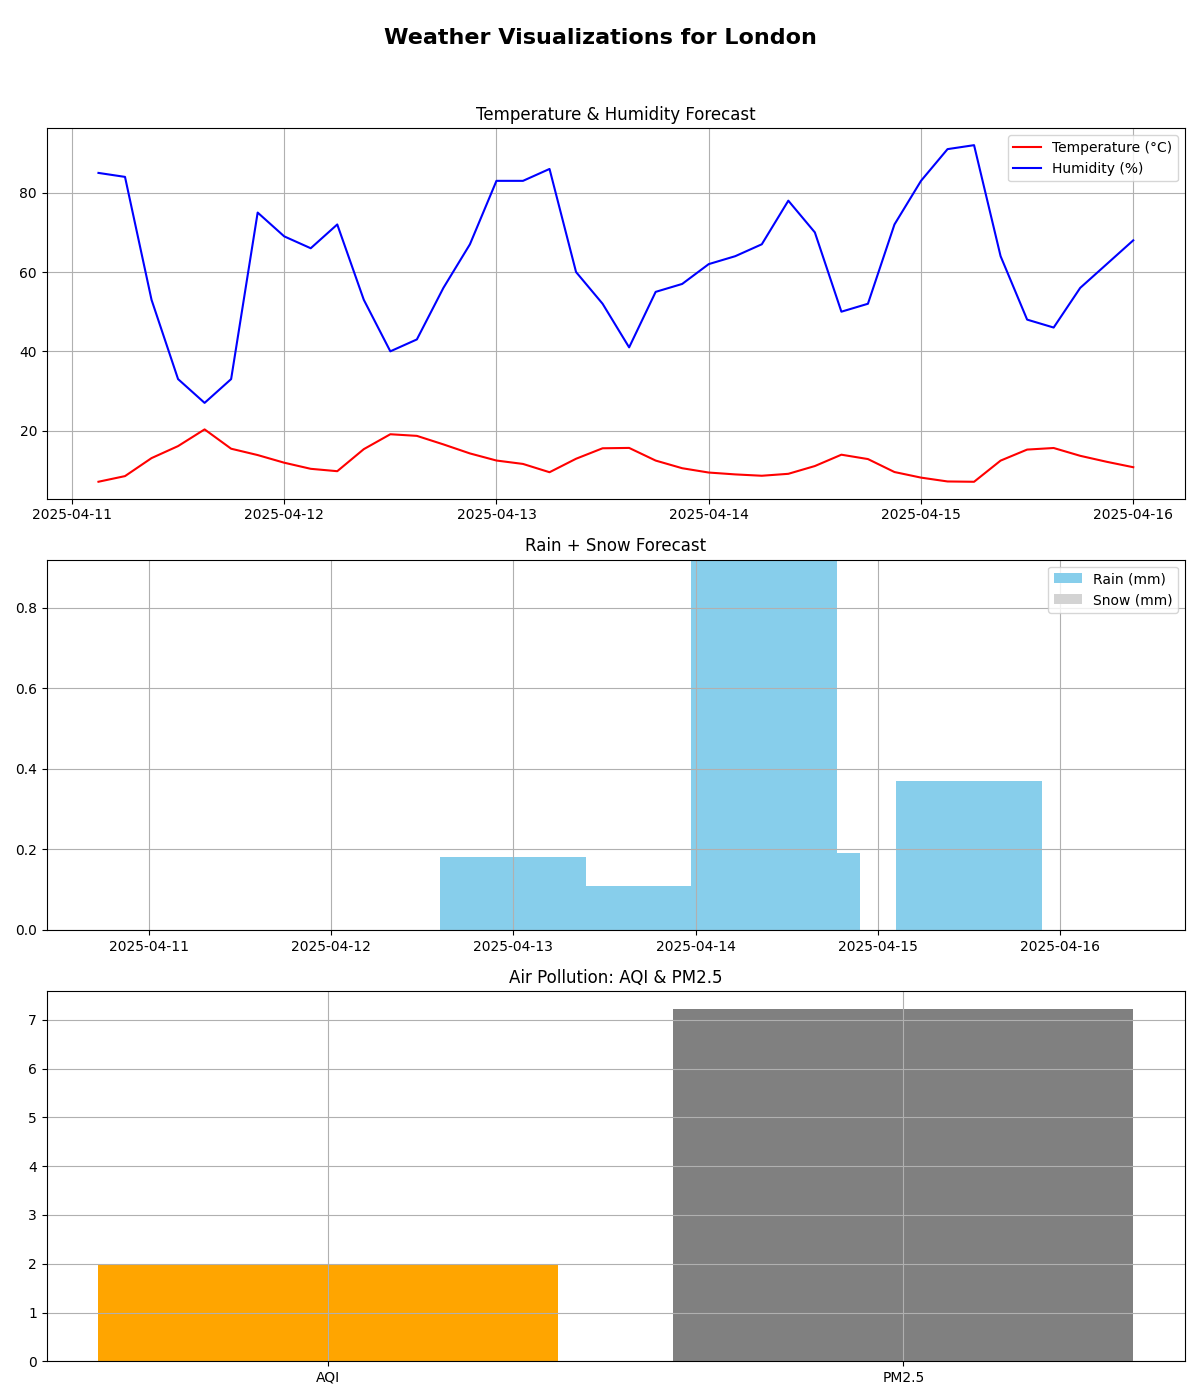 Weather Visualizations for London
Temperature & Humidity Forecast
Temperature (°C)
Humidity (%)
80
60
40
20
2025-04-11 2025-04-12 2025-04-13 2025-04-14 2025-04-15 2025-04-16
Rain + Snow Forecast
Rain (mm)
Snow (mm)
0.8
0.6
0.4
0.2
0.0
2025-04-11 2025-04-12 2025-04-13 2025-04-14 2025-04-15 2025-04-16
Air Pollution: AQI & PM2.5
7
6
5
4
3
2
1
0
AQI PM2.5